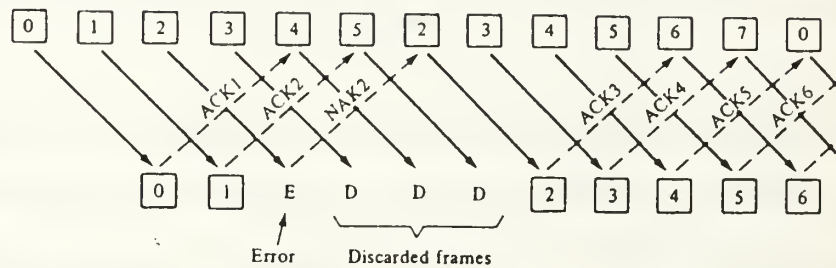 0 1 2 3 4 5 2 3 4 5 6 7 0
ACK1 ACK2 NAK2 ACK3 ACK4 ACK5 ACK6
0 1 E D D D 2 3 4 5 6
Error Discarded frames